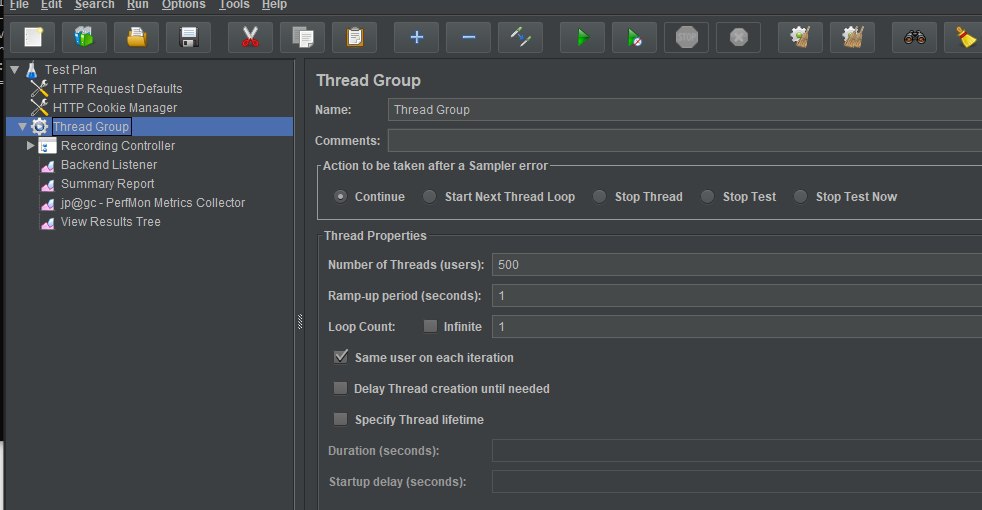 File Edit Search Run Options Tools Help
STOP
Test Plan
HTTP Request Defaults
HTTP Cookie Manager
Thread Group
Recording Controller
Backend Listener
Summary Report
jp@gc - PerfMon Metrics Collector
View Results Tree
Thread Group
Name: Thread Group
Comments:
Action to be taken after a Sampler error
Continue Start Next Thread Loop Stop Thread Stop Test Stop Test Now
Thread Properties
Number of Threads (users): 500
Ramp-up period (seconds): 1
Loop Count: Infinite 1
Same user on each iteration
Delay Thread creation until needed
Specify Thread lifetime
Duration (seconds):
Startup delay (seconds):